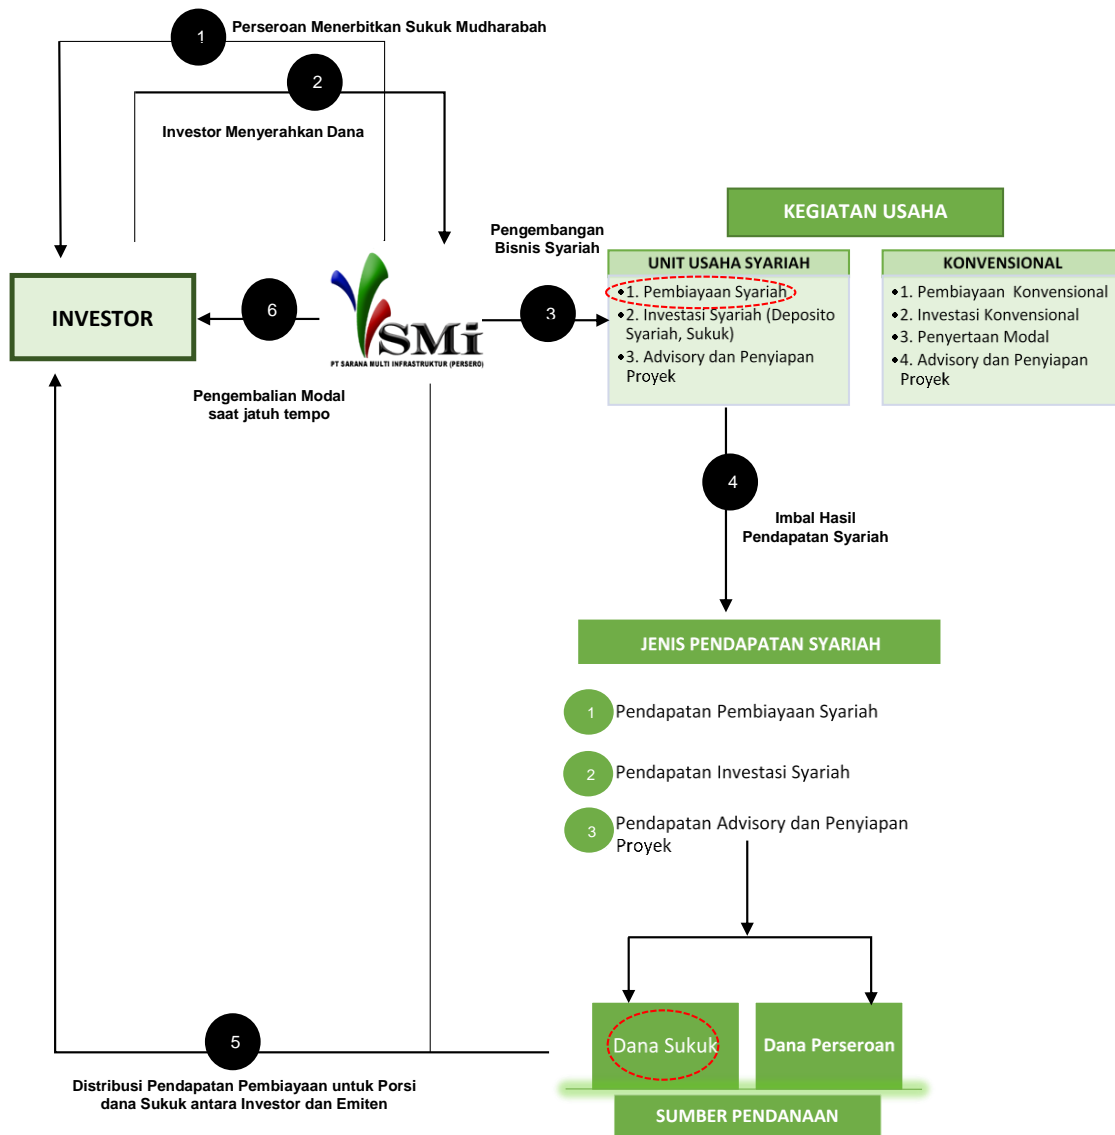 1
Perseroan Menerbitkan Sukuk Mudharabah
2
Investor Menyerahkan Dana
KEGIATAN USAHA
Pengembangan
Bisnis Syariah
UNIT USAHA SYARIAH
1. Pembiayaan Syariah
2. Investasi Syariah (Deposito
Syariah, Sukuk)
3. Advisory dan Penyiapan
Proyek
KONVENSIONAL
1. Pembiayaan Konvensional
2. Investasi Konvensional
3. Penyertaan Modal
4. Advisory dan Penyiapan
Proyek
INVESTOR
6
SMi
PT SARANA MULTI INFRASTRUKTUR (PERSERO)
3
Pengembalian Modal
saat jatuh tempo
4
Imbal Hasil
Pendapatan Syariah
JENIS PENDAPATAN SYARIAH
1 Pendapatan Pembiayaan Syariah
2 Pendapatan Investasi Syariah
3 Pendapatan Advisory dan Penyiapan
Proyek
5
Dana Sukuk
Dana Perseroan
Distribusi Pendapatan Pembiayaan untuk Porsi
dana Sukuk antara Investor dan Emiten
SUMBER PENDANAAN